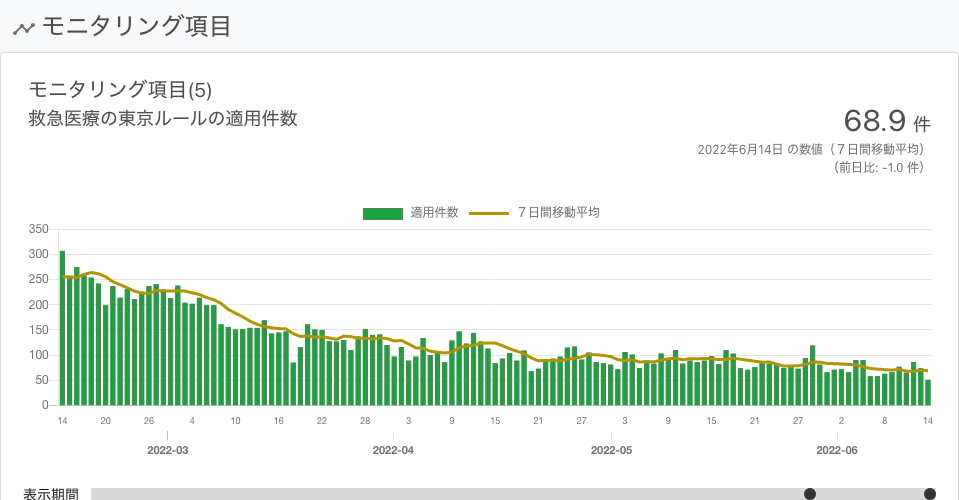 モニタリング項目
モニタリング項目(5)
救急医療の東京ルールの適用件数
68.9 件
2022年6月14日 の数値（７日間移動平均）
（前日比: -1.0 件）
適用件数 ７日間移動平均
350
300
250
200
150
100
50
0
14 20 26 4 10 16 22 28 3 9 15 21 27 3 9 15 21 27 2 8 14
2022-03 2022-04 2022-05 2022-06
表示期間